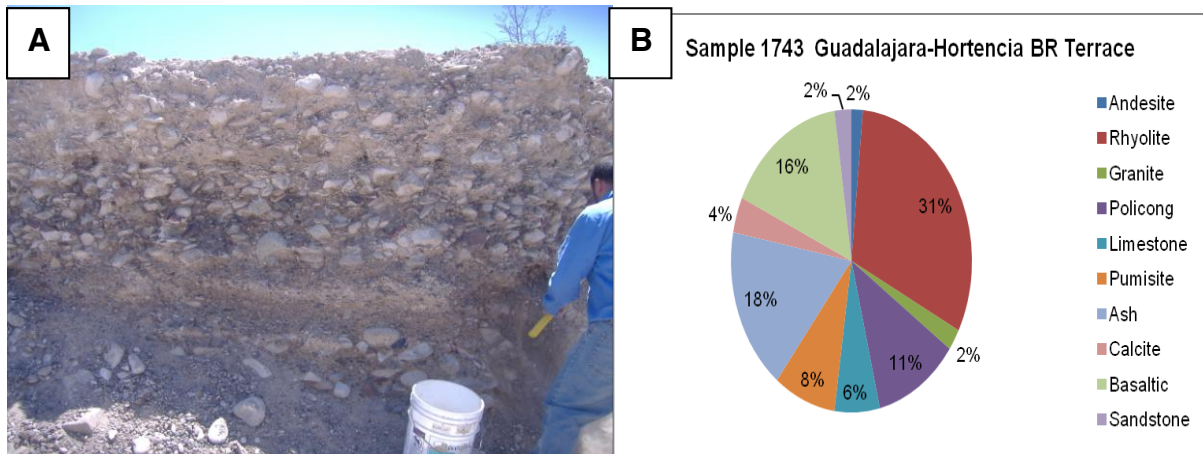 A
B
Sample 1743 Guadalajara-Hortencia BR Terrace
2%
2%
31%
2%
11%
6%
8%
18%
4%
16%
Andesite
Rhyolite
Granite
Policong
Limestone
Pumisite
Ash
Calcite
Basaltic
Sandstone